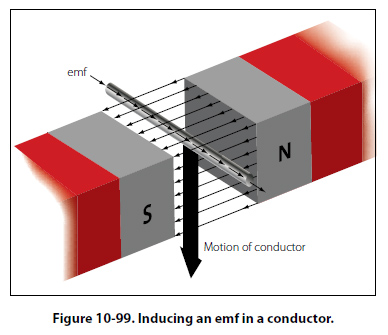 emf
N
S
Motion of conductor
Figure 10-99. Inducing an emf in a conductor.